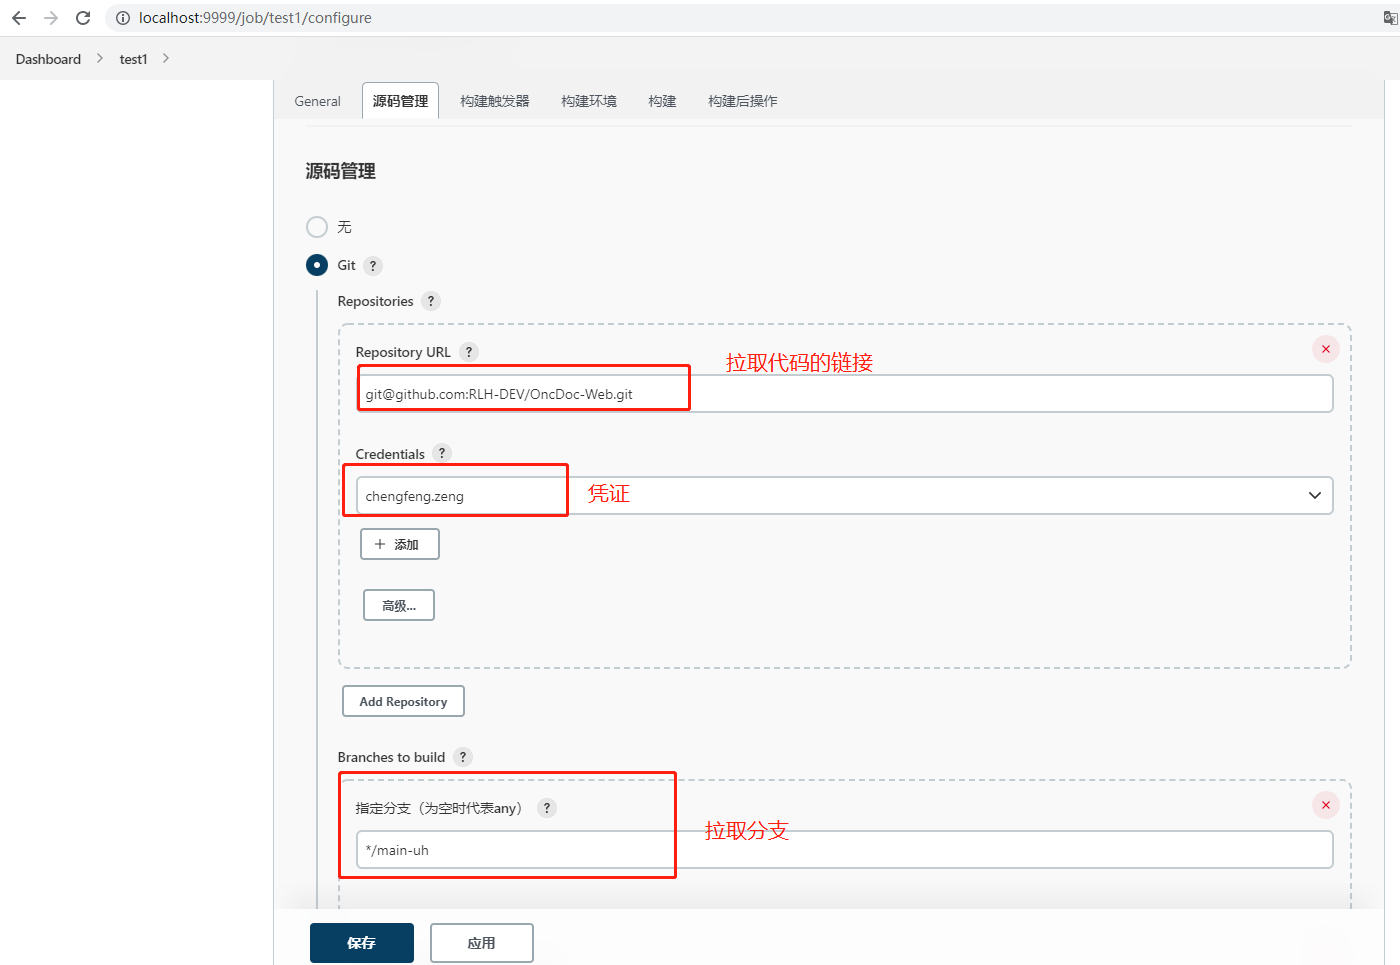 localhost:9999/job/test1/configure
Dashboard
test1
General
源码管理
构建触发器
构建环境
构建
构建后操作
源码管理
无
Git ?
Repositories ?
Repository URL ?
拉取代码的链接
git@github.com:RLH-DEV/OncDoc-Web.git
Credentials ?
chengfeng.zeng
凭证
+ 添加
高级...
Add Repository
Branches to build ?
指定分支（为空时代表any） ?
拉取分支
*/main-uh
保存
应用